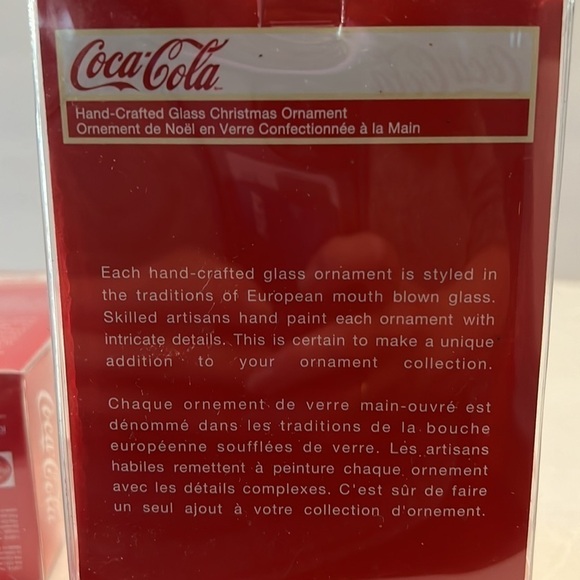 Coca-Cola
Hand-Crafted Glass Christmas Ornament
Ornement de Noël en Verre Confectionnée à la Main
Each hand-crafted glass ornament is styled in
the traditions of European mouth blown glass.
Skilled artisans hand paint each ornament with
intricate details. This is certain to make a unique
addition to your ornament collection.
Chaque ornement de verre main-ouvré est
dénommé dans les traditions de la bouche
européenne soufflées de verre. Les artisans
habiles remettent à peinture chaque ornement
avec les détails complexes. C'est sûr de faire
un seul ajout à votre collection d'ornement.
Coca-Cola